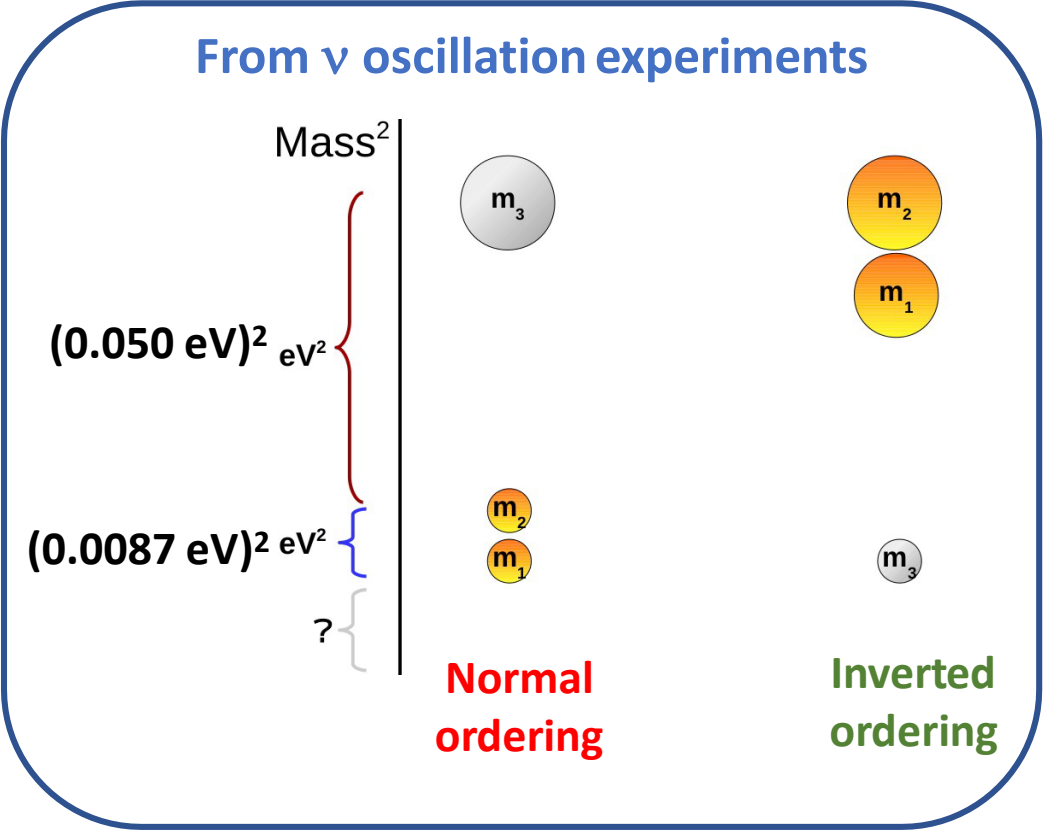 From ν oscillation experiments
Mass²
m₃
m₂
m₁
(0.050 eV)² eV²
m₂
(0.0087 eV)² eV²
m₁
m₃
?
Normal
ordering
Inverted
ordering